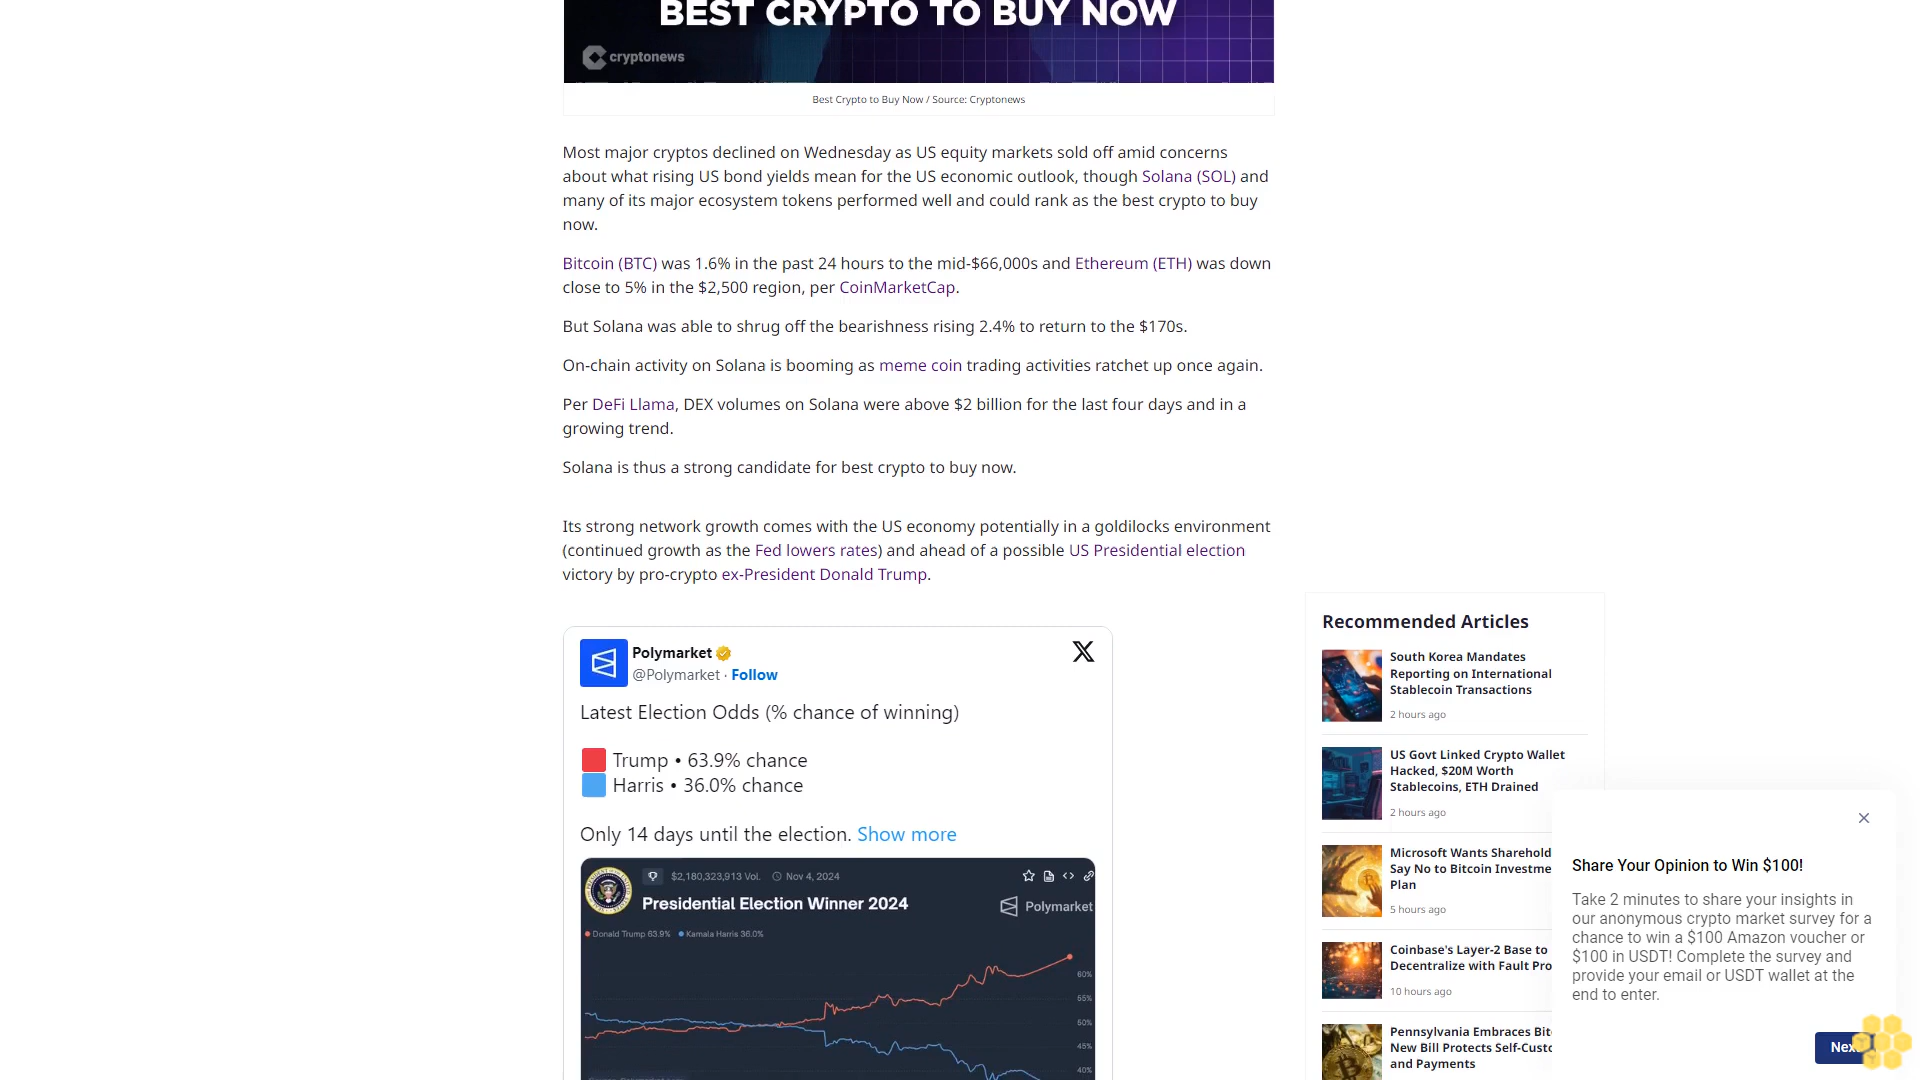 BEST CRYPTO TO BUY NOW
cryptonews
Best Crypto to Buy Now / Source: Cryptonews
Most major cryptos declined on Wednesday as US equity markets sold off amid concerns
about what rising US bond yields mean for the US economic outlook, though Solana (SOL) and
many of its major ecosystem tokens performed well and could rank as the best crypto to buy
now.
Bitcoin (BTC) was 1.6% in the past 24 hours to the mid-$66,000s and Ethereum (ETH) was down
close to 5% in the $2,500 region, per CoinMarketCap.
But Solana was able to shrug off the bearishness rising 2.4% to return to the $170s.
On-chain activity on Solana is booming as meme coin trading activities ratchet up once again.
Per DeFi Llama, DEX volumes on Solana were above $2 billion for the last four days and in a
growing trend.
Solana is thus a strong candidate for best crypto to buy now.
Its strong network growth comes with the US economy potentially in a goldilocks environment
(continued growth as the Fed lowers rates) and ahead of a possible US Presidential election
victory by pro-crypto ex-President Donald Trump.
Polymarket
@Polymarket · Follow
Latest Election Odds (% chance of winning)
Trump • 63.9% chance
Harris • 36.0% chance
Only 14 days until the election. Show more
$2,180,323,913 Vol. Nov 4, 2024
Presidential Election Winner 2024
Polymarket
Donald Trump 63.9% Kamala Harris 36.0%
60%
55%
50%
45%
40%
Recommended Articles
South Korea Mandates
Reporting on International
Stablecoin Transactions
2 hours ago
US Govt Linked Crypto Wallet
Hacked, $20M Worth
Stablecoins, ETH Drained
2 hours ago
Microsoft Wants Sharehold
Say No to Bitcoin Investme
Plan
5 hours ago
Coinbase's Layer-2 Base to
Decentralize with Fault Pro
10 hours ago
Pennsylvania Embraces Bit
New Bill Protects Self-Custo
and Payments
Share Your Opinion to Win $100!
Take 2 minutes to share your insights in
our anonymous crypto market survey for a
chance to win a $100 Amazon voucher or
$100 in USDT! Complete the survey and
provide your email or USDT wallet at the
end to enter.
Nex